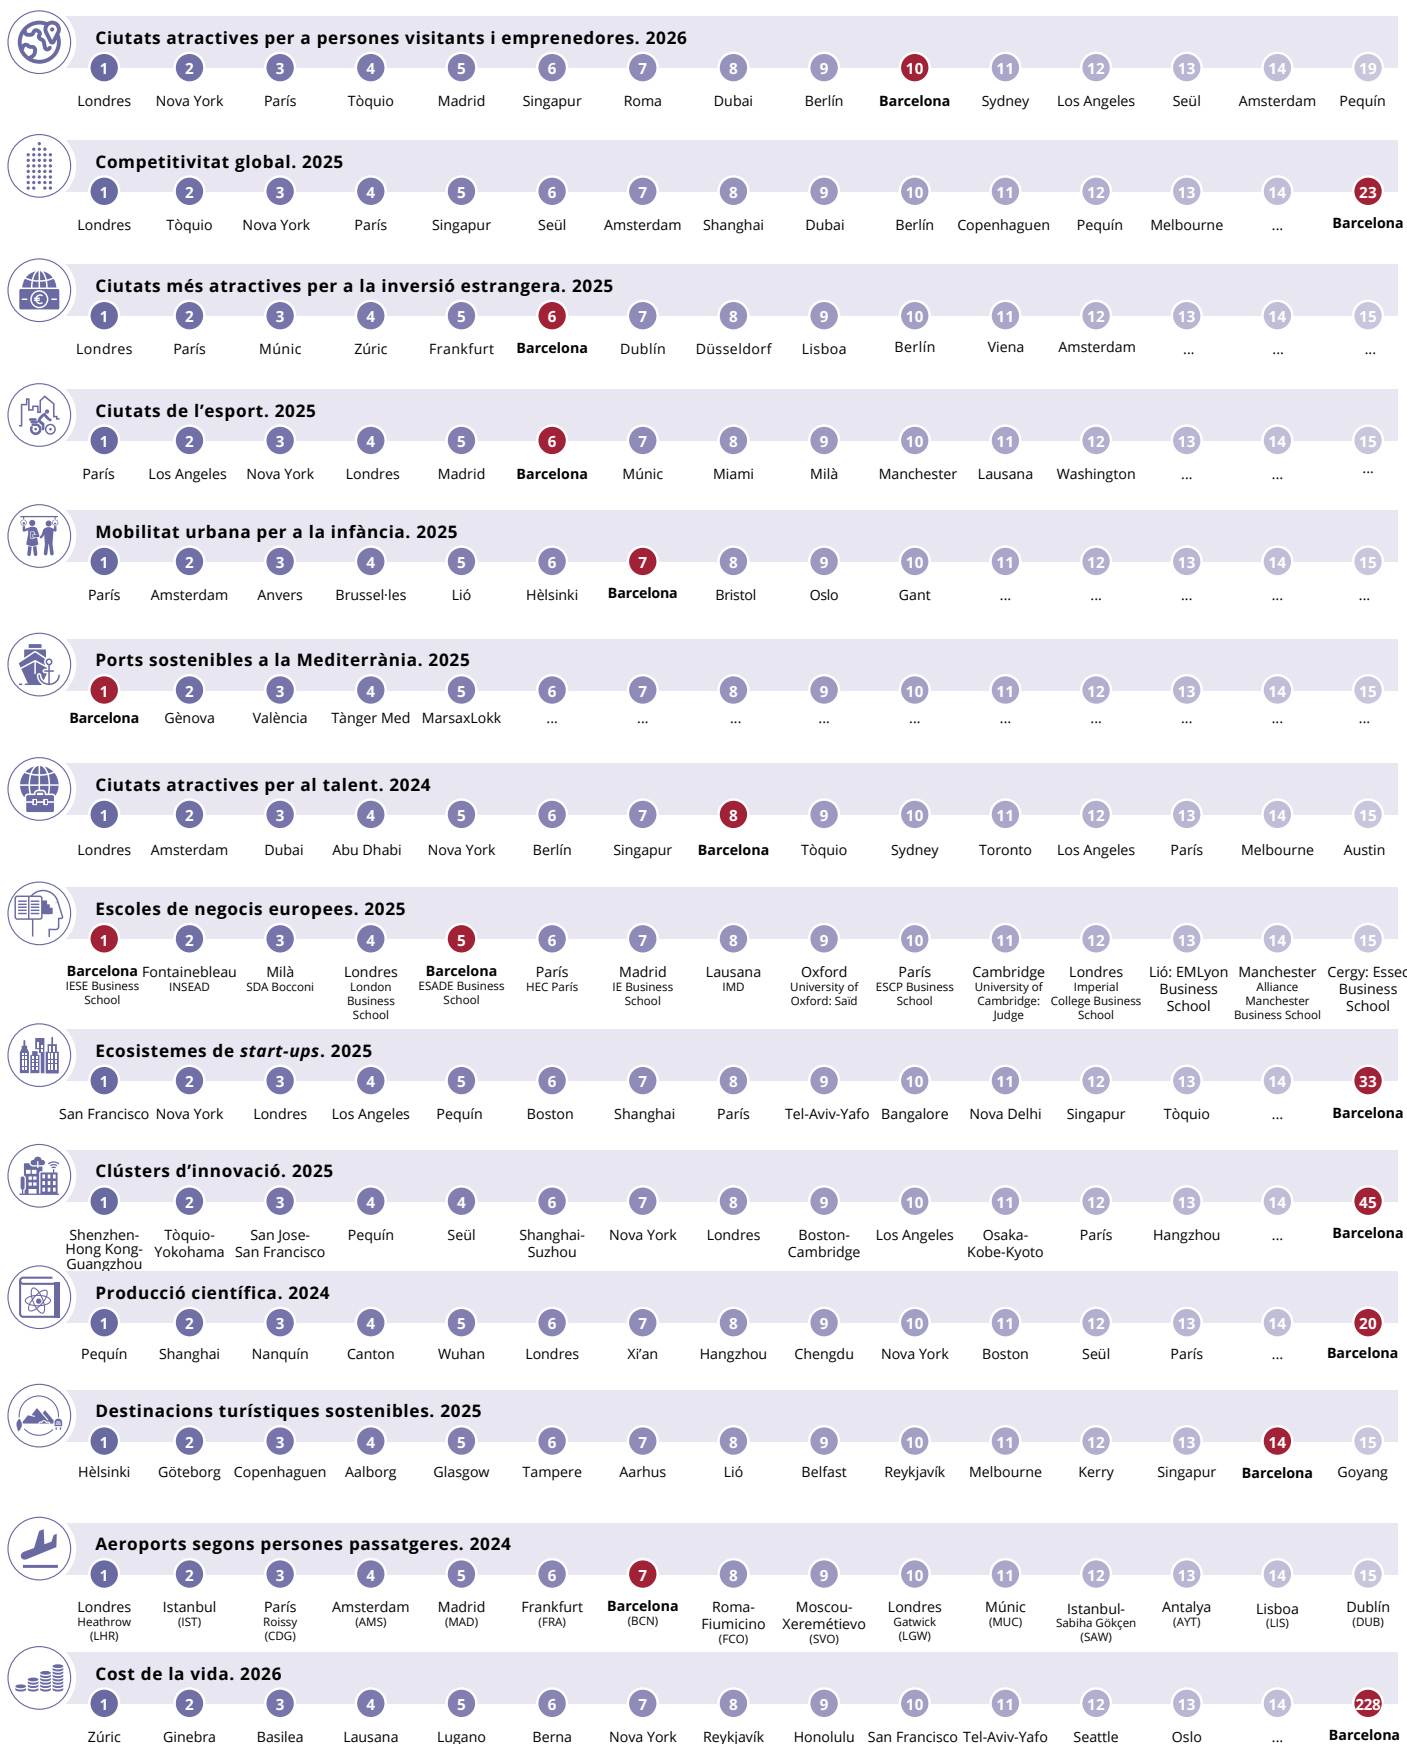 Ciutats atractives per a persones visitants i emprenedores. 2026
1 2 3 4 5 6 7 8 9 10 11 12 13 14 19
Londres Nova York París Tòquio Madrid Singapur Roma Dubai Berlín Barcelona Sydney Los Angeles Seül Amsterdam Pequín
Competitivitat global. 2025
1 2 3 4 5 6 7 8 9 10 11 12 13 14 23
Londres Tòquio Nova York París Singapur Seül Amsterdam Shanghai Dubai Berlín Copenhaguen Pequín Melbourne ... Barcelona
Ciutats més atractives per a la inversió estrangera. 2025
1 2 3 4 5 6 7 8 9 10 11 12 13 14 15
Londres París Múnic Zúric Frankfurt Barcelona Dublín Düsseldorf Lisboa Berlín Viena Amsterdam ... ... ...
Ciutats de l'esport. 2025
1 2 3 4 5 6 7 8 9 10 11 12 13 14 15
París Los Angeles Nova York Londres Madrid Barcelona Múnic Miami Milà Manchester Lausana Washington ... ... ...
Mobilitat urbana per a la infància. 2025
1 2 3 4 5 6 7 8 9 10 11 12 13 14 15
París Amsterdam Anvers Brussel·les Lió Hèlsinki Barcelona Bristol Oslo Gant ... ... ... ... ...
Ports sostenibles a la Mediterrània. 2025
1 2 3 4 5 6 7 8 9 10 11 12 13 14 15
Barcelona Gènova València Tànger Med MarsaxLokk ... ... ... ... ... ... ... ... ... ...
Ciutats atractives per al talent. 2024
1 2 3 4 5 6 7 8 9 10 11 12 13 14 15
Londres Amsterdam Dubai Abu Dhabi Nova York Berlín Singapur Barcelona Tòquio Sydney Toronto Los Angeles París Melbourne Austin
Escoles de negocis europees. 2025
1 2 3 4 5 6 7 8 9 10 11 12 13 14 15
Barcelona Fontainebleau Milà Londres Barcelona París Madrid Lausana Oxford París Cambridge Londres Lió: EMLyon Manchester Cergy: Essec
IESE Business INSEAD SDA Bocconi London ESADE Business HEC París IE Business IMD University of ESCP Business University of Imperial Business Alliance Business
School Business School School Oxford: Saïd School Cambridge: College Business School Manchester School
School Judge School Business School
Ecosistemes de start-ups. 2025
1 2 3 4 5 6 7 8 9 10 11 12 13 14 33
San Francisco Nova York Londres Los Angeles Pequín Boston Shanghai París Tel-Aviv-Yafo Bangalore Nova Delhi Singapur Tòquio ... Barcelona
Clústers d'innovació. 2025
1 2 3 4 4 6 7 8 9 10 11 12 13 14 45
Shenzhen- Tòquio- San Jose- Pequín Seül Shanghai- Nova York Londres Boston- Los Angeles Osaka- París Hangzhou ... Barcelona
Hong Kong- Yokohama San Francisco Suzhou Cambridge Kobe-Kyoto
Guangzhou
Producció científica. 2024
1 2 3 4 5 6 7 8 9 10 11 12 13 14 20
Pequín Shanghai Nanquín Canton Wuhan Londres Xi'an Hangzhou Chengdu Nova York Boston Seül París ... Barcelona
Destinacions turístiques sostenibles. 2025
1 2 3 4 5 6 7 8 9 10 11 12 13 14 15
Hèlsinki Göteborg Copenhaguen Aalborg Glasgow Tampere Aarhus Lió Belfast Reykjavík Melbourne Kerry Singapur Barcelona Goyang
Aeroports segons persones passatgeres. 2024
1 2 3 4 5 6 7 8 9 10 11 12 13 14 15
Londres Istanbul París Amsterdam Madrid Frankfurt Barcelona Roma- Moscou- Londres Múnic Istanbul- Antalya Lisboa Dublín
Heathrow (IST) Roissy (AMS) (MAD) (FRA) (BCN) Fiumicino Xeremétievo Gatwick (MUC) Sabiha Gökçen (AYT) (LIS) (DUB)
(LHR) (CDG) (FCO) (SVO) (LGW) (SAW)
Cost de la vida. 2026
1 2 3 4 5 6 7 8 9 10 11 12 13 14 228
Zúric Ginebra Basilea Lausana Lugano Berna Nova York Reykjavík Honolulu San Francisco Tel-Aviv-Yafo Seattle Oslo ... Barcelona